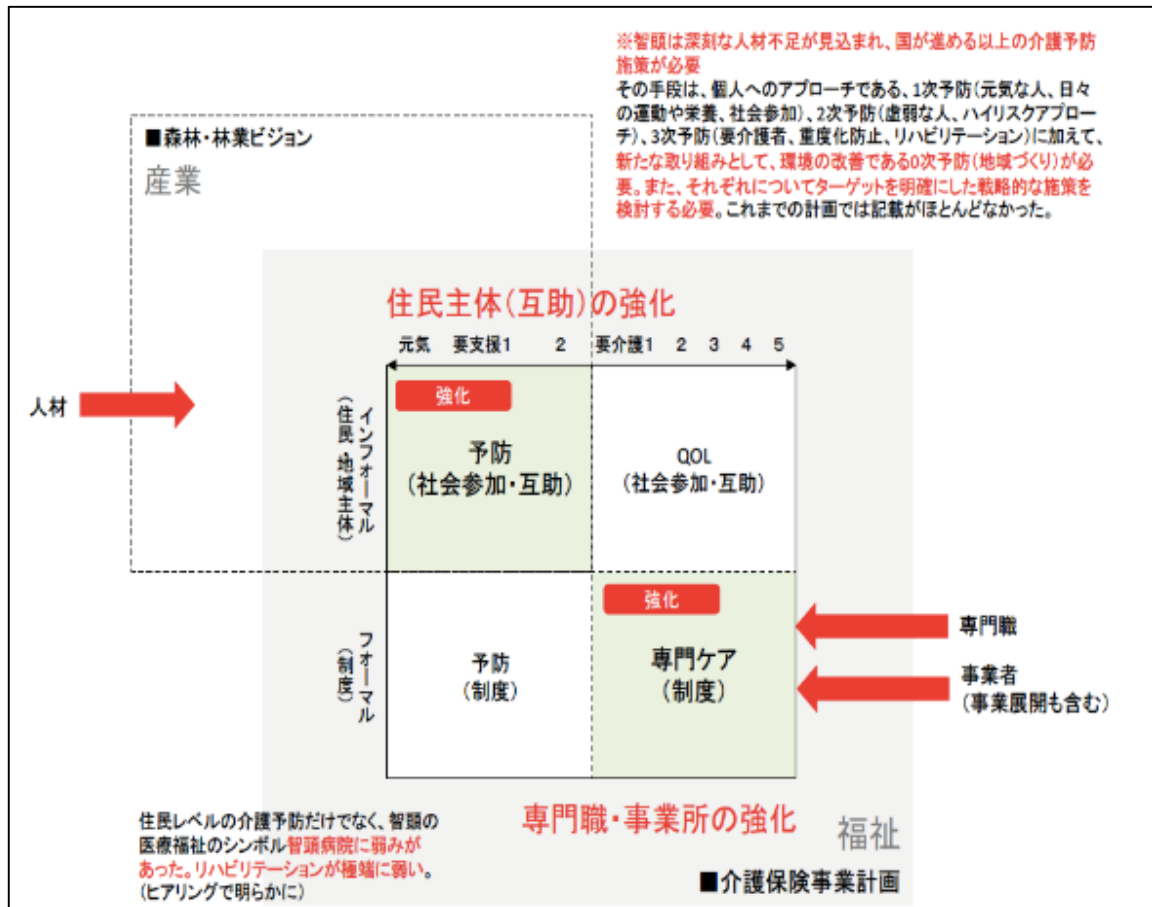 ※智頭は深刻な人材不足が見込まれ、国が進める以上の介護予防
施策が必要
その手段は、個人へのアプローチである、1次予防(元気な人、日々
の運動や栄養、社会参加)、2次予防(虚弱な人、ハイリスクアプロー
チ)、3次予防(要介護者、重度化防止、リハビリテーション)に加えて、
新たな取り組みとして、環境の改善である0次予防(地域づくり)が必
要。また、それぞれについてターゲットを明確にした戦略的な施策を
検討する必要。これまでの計画では記載がほとんどなかった。
■森林・林業ビジョン
産業
住民主体(互助)の強化
元気 要支援1 2 要介護1 2 3 4 5
人材
インフォーマル
(住民・地域主体)
強化
予防
(社会参加・互助)
QOL
(社会参加・互助)
フォーマル
(制度)
予防
(制度)
強化
専門ケア
(制度)
専門職
事業者
(事業展開も含む)
専門職・事業所の強化
福祉
■介護保険事業計画
住民レベルの介護予防だけでなく、智頭の
医療福祉のシンボル智頭病院に弱みが
あった。リハビリテーションが極端に弱い。
(ヒアリングで明らかに)